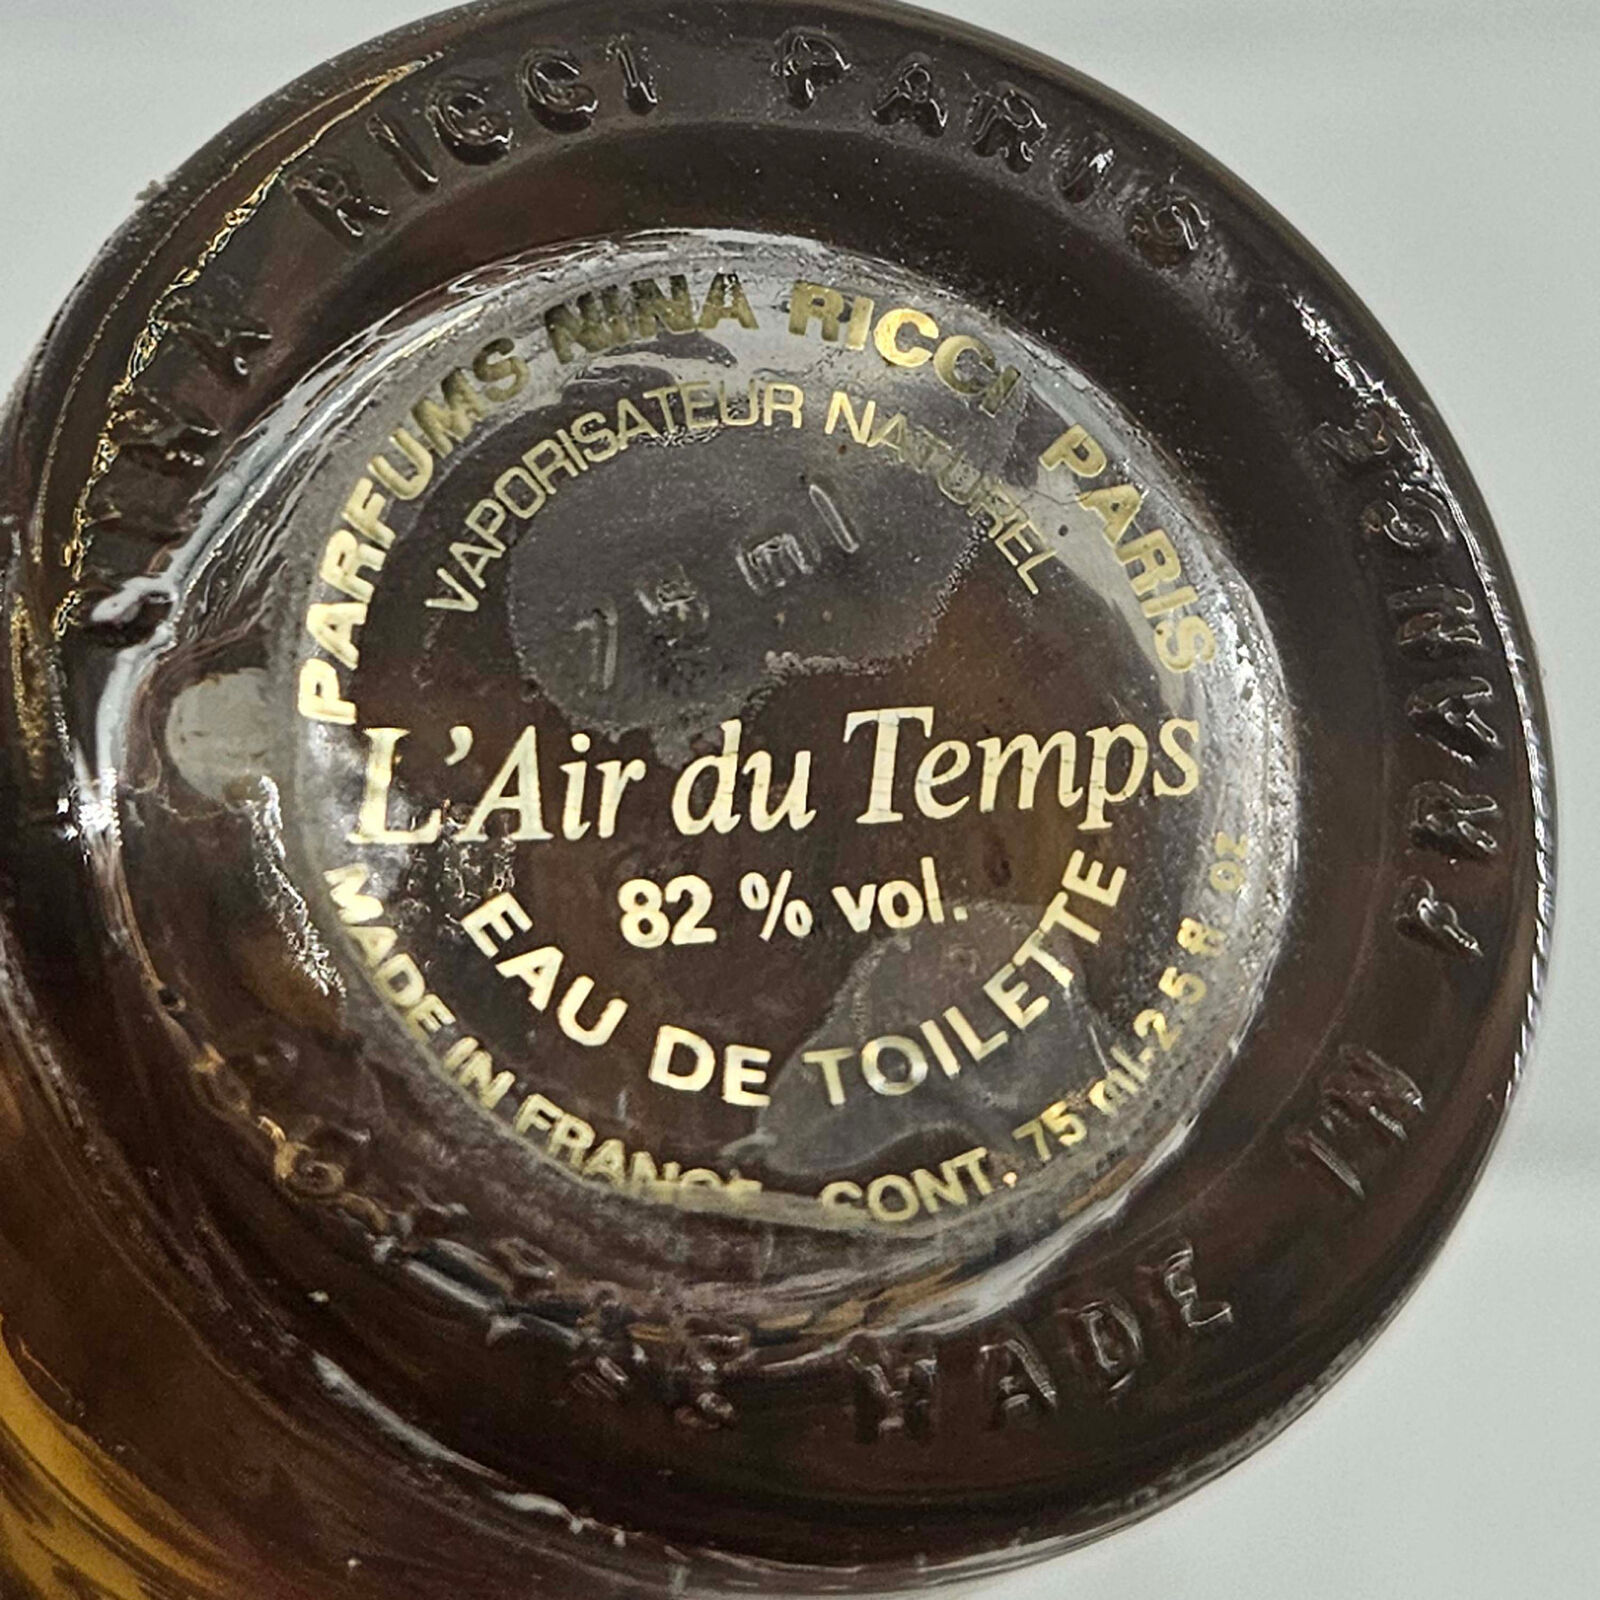 NINA RICCI PARIS
PARFUMS NINA RICCI PARIS
VAPORISATEUR NATUREL
75 ml
L'Air du Temps
82 % vol.
EAU DE TOILETTE
MADE IN FRANCE CONT. 75 ml-2.5 fl. oz
MADE IN FRANCE